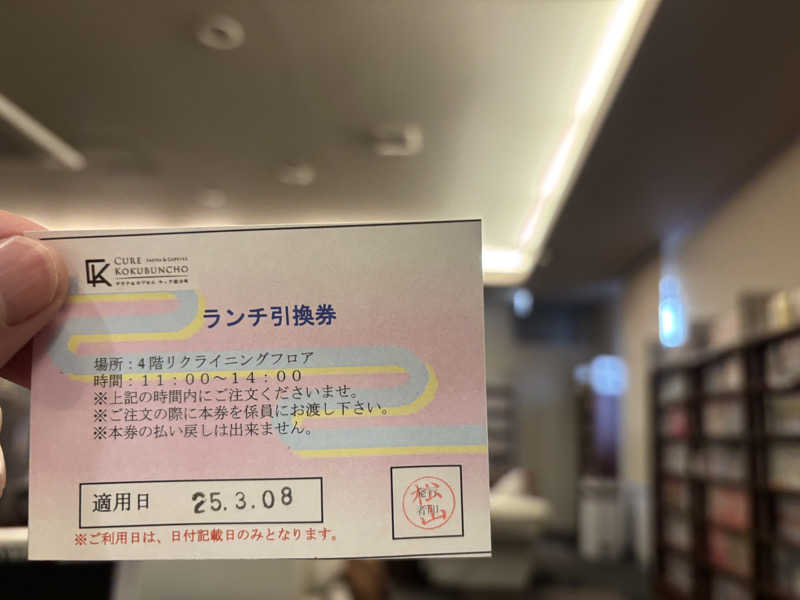 CURE SAUNA & CAPSULE
KOKUBUNCHO
サウナ&カプセル キュア国分町
ランチ引換券
場所：4階リクライニングフロア
時間：11：00～14：00
※上記の時間内にご注文くださいませ。
※ご注文の際に本券を係員にお渡し下さい。
※本券の払い戻しは出来ません。
適用日 25.3.08
松山
※ご利用日は、日付記載日のみとなります。